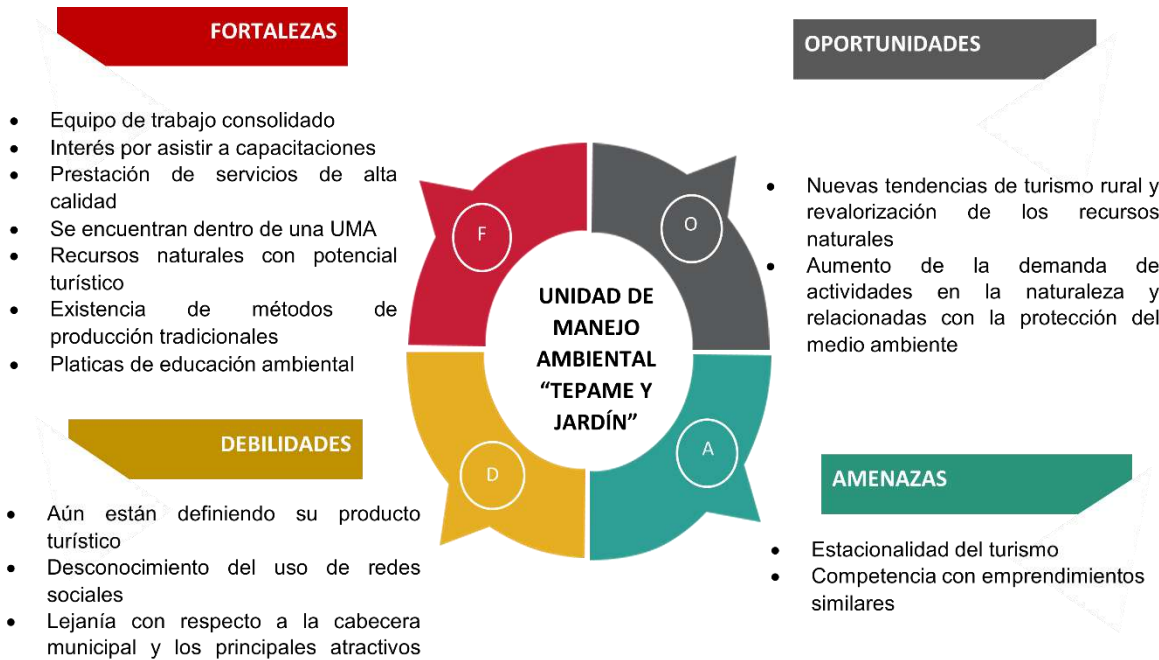 FORTALEZAS
• Equipo de trabajo consolidado
• Interés por asistir a capacitaciones
• Prestación de servicios de alta
calidad
• Se encuentran dentro de una UMA
• Recursos naturales con potencial
turístico
• Existencia de métodos de
producción tradicionales
• Platicas de educación ambiental
OPORTUNIDADES
• Nuevas tendencias de turismo rural y
revalorización de los recursos
naturales
• Aumento de la demanda de
actividades en la naturaleza y
relacionadas con la protección del
medio ambiente
F
O
UNIDAD DE
MANEJO
AMBIENTAL
“TEPAME Y
JARDÍN”
D
A
DEBILIDADES
• Aún están definiendo su producto
turístico
• Desconocimiento del uso de redes
sociales
• Lejanía con respecto a la cabecera
municipal y los principales atractivos
AMENAZAS
• Estacionalidad del turismo
• Competencia con emprendimientos
similares